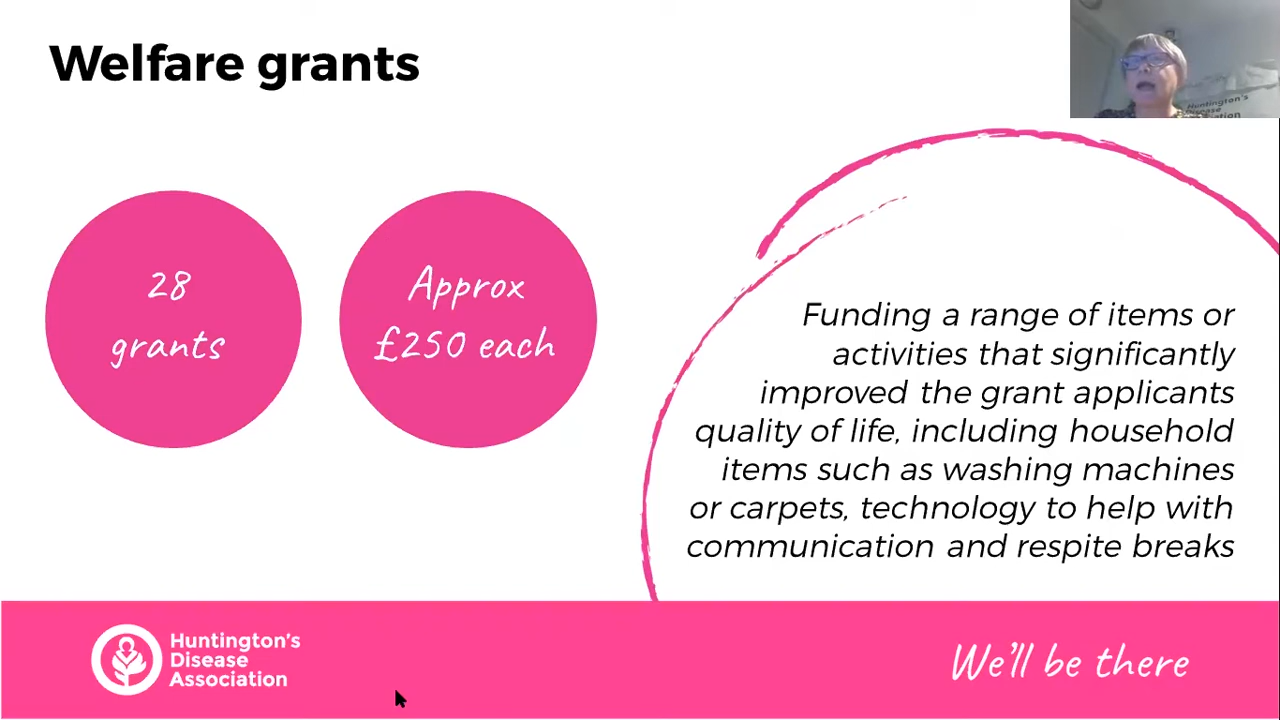 Welfare grants
Huntington's
Disease
28
grants
Approx
£250 each
Funding a range of items or
activities that significantly
improved the grant applicants
quality of life, including household
items such as washing machines
or carpets, technology to help with
communication and respite breaks
Huntington's
Disease
Association
We'll be there